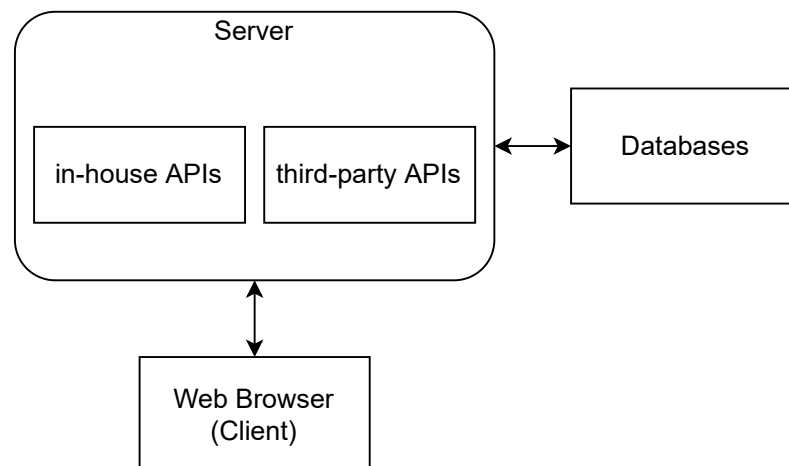 Server
in-house APIs
third-party APIs
Databases
Web Browser
(Client)